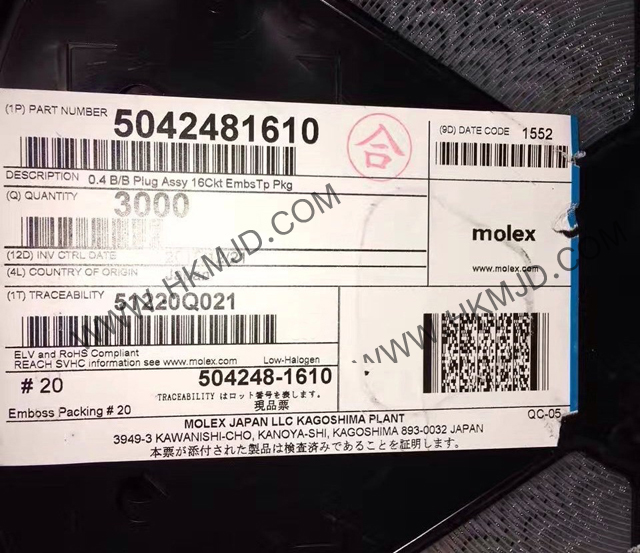 (1P) PART NUMBER 5042481610
(9D) DATE CODE 1552
合
DESCRIPTION 0.4 B/B Plug Assy 16Ckt EmbsTp Pkg
(Q) QUANTITY 3000
molex
www.molex.com
(12D) INV CTRL DATE
(4L) COUNTRY OF ORIGIN
(1T) TRACEABILITY 51220Q021
ELV and RoHS Compliant
REACH SVHC information see www.molex.com Low-Halogen
# 20 504248-1610
TRACEABILITY はロット番号を表します。
Emboss Packing # 20 現品票 QC-05
MOLEX JAPAN LLC KAGOSHIMA PLANT
3949-3 KAWANISHI-CHO, KANOYA-SHI, KAGOSHIMA 893-0032 JAPAN
本票が添付された製品は検査済みであることを証明します。
WWW.HKMJD.COM
WWW.HKMJD.COM